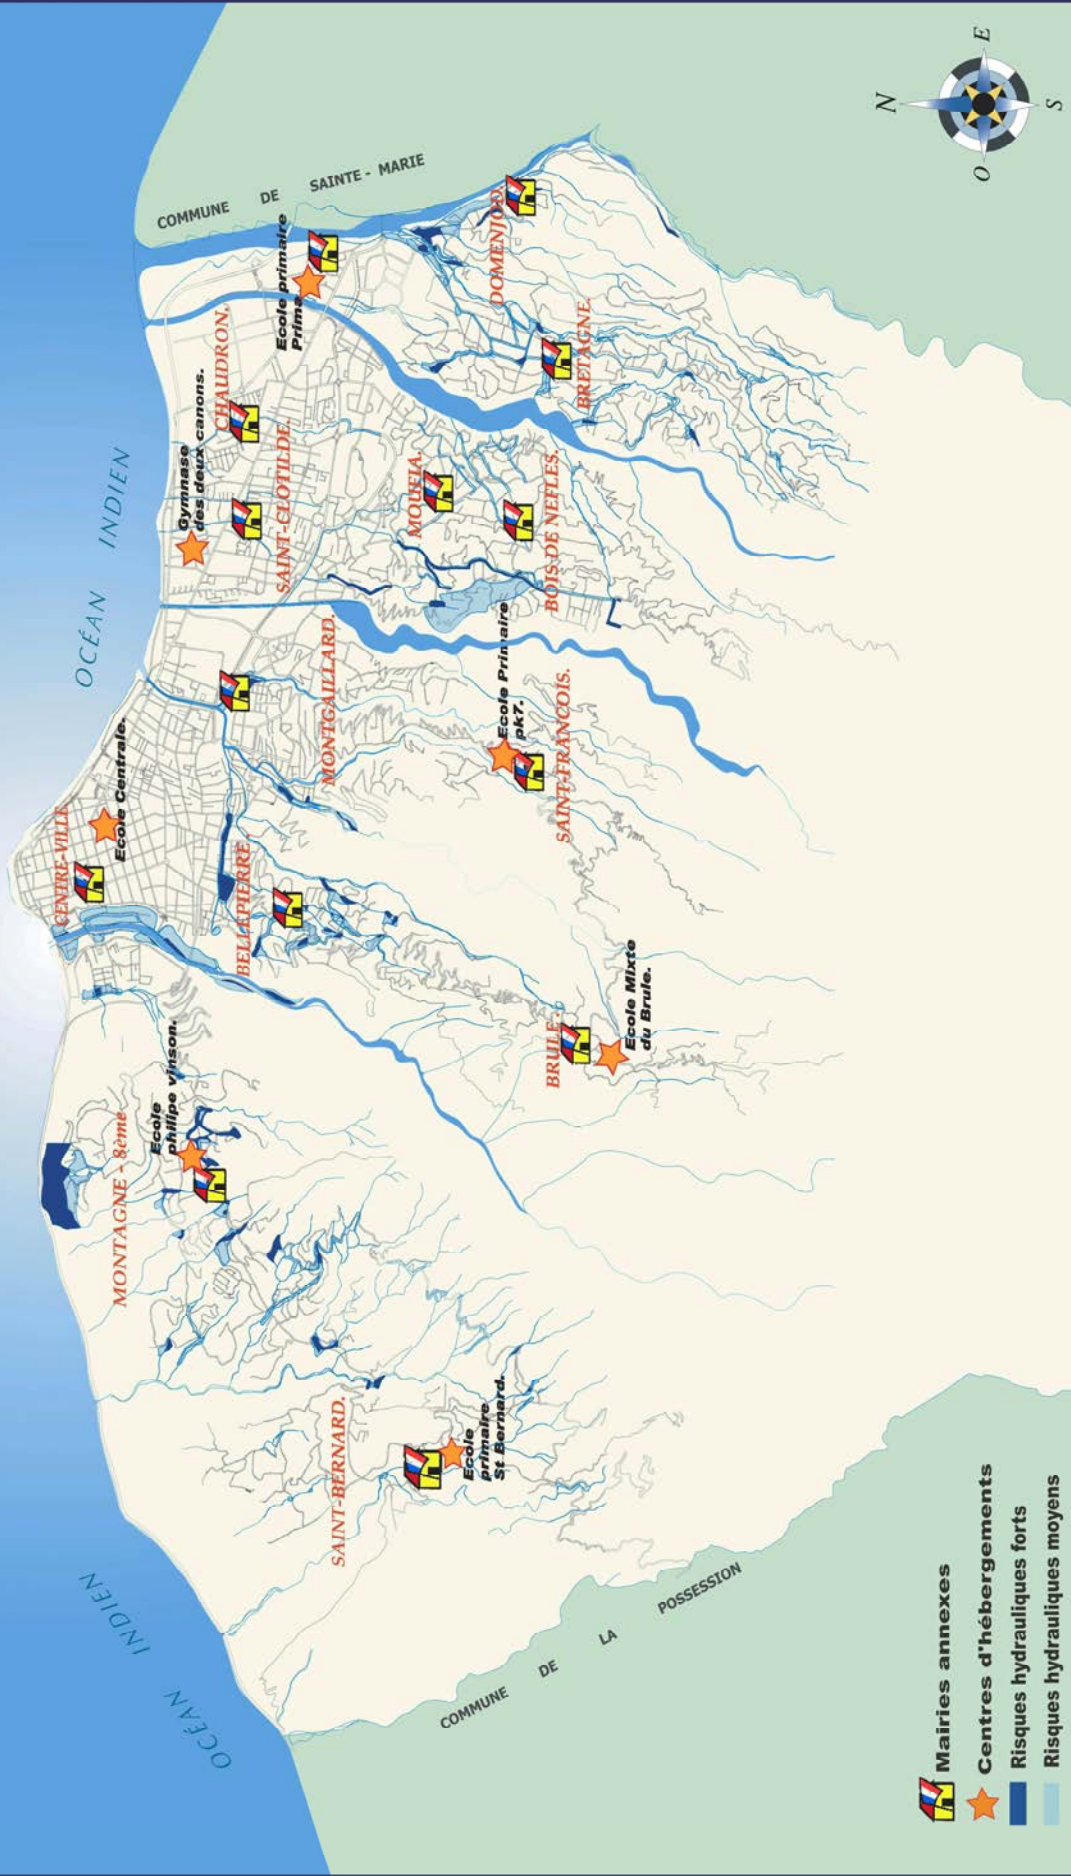 OCÉAN INDIEN
OCÉAN INDIEN
COMMUNE DE SAINTE - MARIE
COMMUNE DE LA POSSESSION
N
E
S
O
CENTRE-VILLE.
Ecole Centrale.
Gymnase
des deux canons.
CHAUDRON.
Ecole primaire
Prima
SAINT-CLOTILDE.
MOUFIA.
DOMENJOD.
BRETAGNE.
BOIS DE NEFLES.
MONTGAILLARD.
Ecole Primaire
pk7.
SAINT-FRANCOIS.
BELLEPIERRE.
BRULE.
Ecole Mixte
du Brule.
MONTAGNE - 8ème
Ecole
philipe vinson.
SAINT-BERNARD.
Ecole
primaire
St Bernard.
Mairies annexes
Centres d'hébergements
Risques hydrauliques forts
Risques hydrauliques moyens